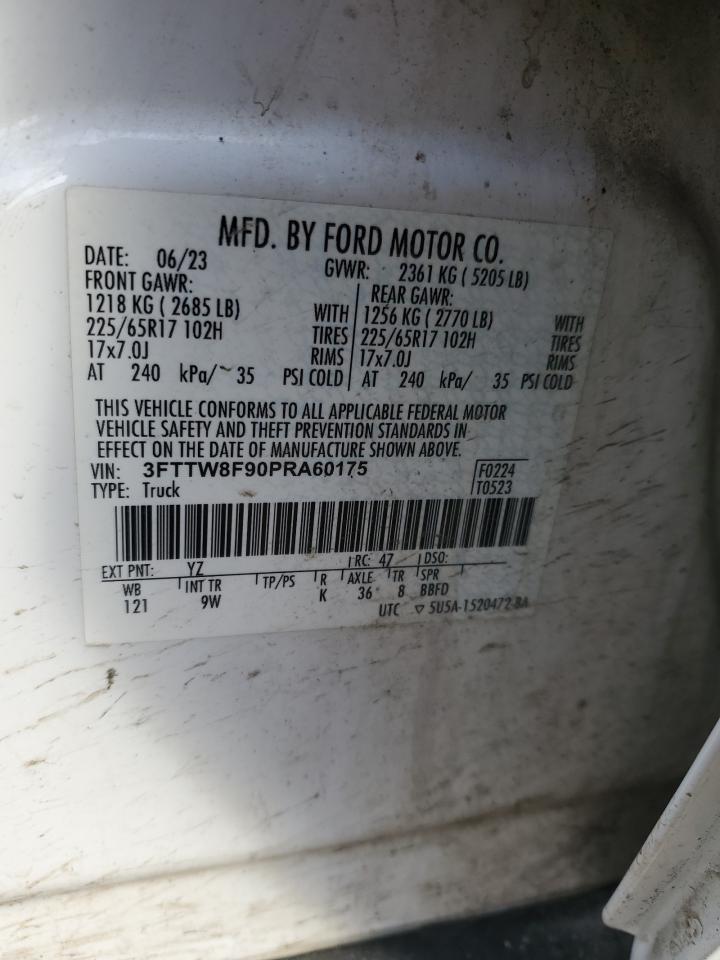 MFD. BY FORD MOTOR CO.
DATE: 06/23 GVWR: 2361 KG ( 5205 LB)
FRONT GAWR: REAR GAWR:
1218 KG ( 2685 LB) WITH 1256 KG ( 2770 LB) WITH
225/65R17 102H TIRES 225/65R17 102H TIRES
17x7.0J RIMS 17x7.0J RIMS
AT 240 kPa/ 35 PSI COLD AT 240 kPa/ 35 PSI COLD
THIS VEHICLE CONFORMS TO ALL APPLICABLE FEDERAL MOTOR
VEHICLE SAFETY AND THEFT PREVENTION STANDARDS IN
EFFECT ON THE DATE OF MANUFACTURE SHOWN ABOVE.
VIN: 3FTTW8F90PRA60175 F0224
TYPE: Truck T0523
EXT PNT: YZ RC: 47 DSO:
WB INT TR TP/PS R AXLE TR SPR
121 9W K 36 8 BBFD
UTC ▽ 5U5A-1520472-BA